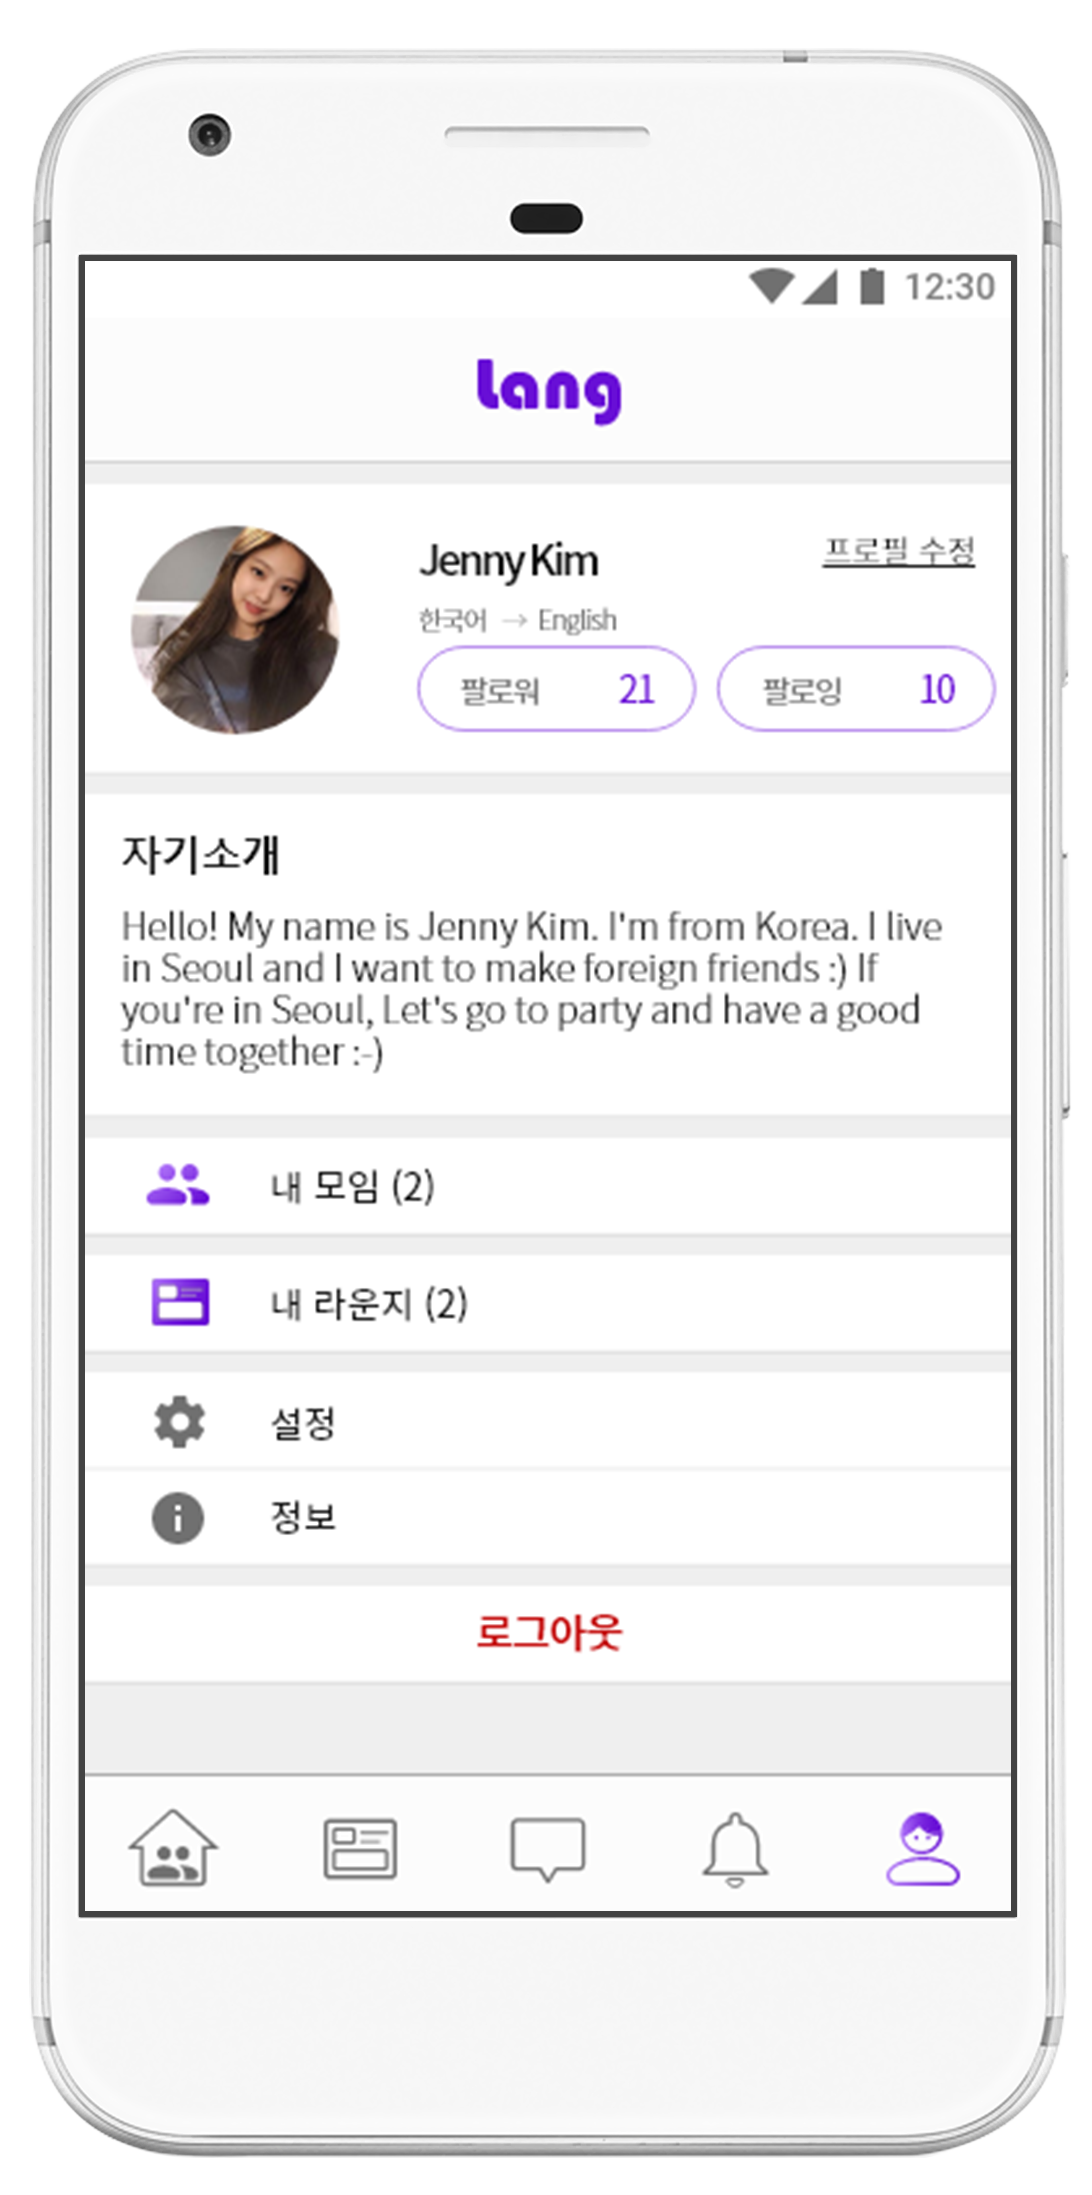 12:30
Lang
Jenny Kim
프로필 수정
한국어 → English
팔로워 21
팔로잉 10
자기소개
Hello! My name is Jenny Kim. I'm from Korea. I live
in Seoul and I want to make foreign friends :) If
you're in Seoul, Let's go to party and have a good
time together :-)
내 모임 (2)
내 라운지 (2)
설정
정보
로그아웃